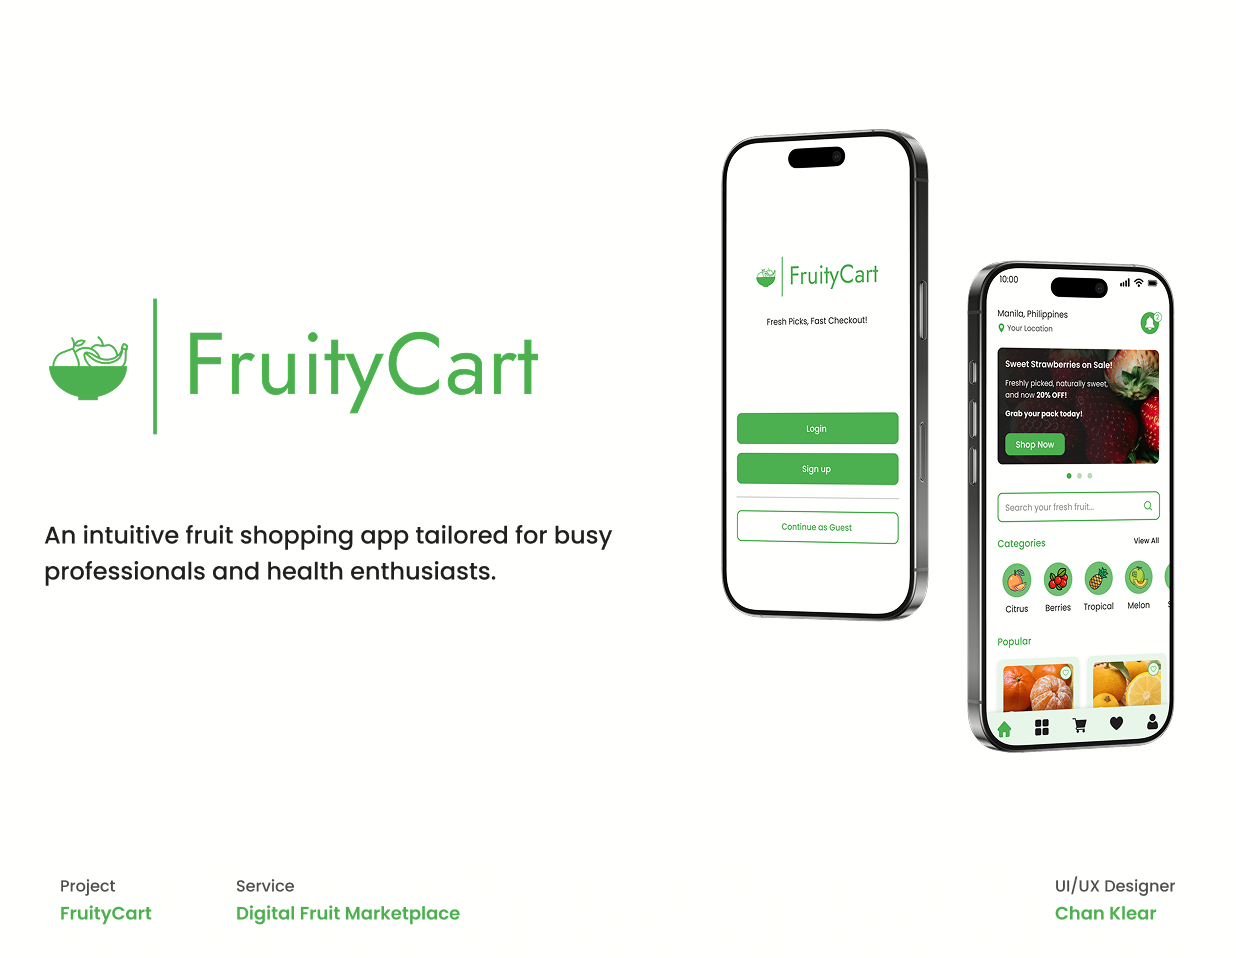 FruityCart
An intuitive fruit shopping app tailored for busy
professionals and health enthusiasts.
FruityCart
Fresh Picks, Fast Checkout!
Login
Sign up
Continue as Guest
10:00
Manila, Philippines
Your Location
Sweet Strawberries on Sale!
Freshly picked, naturally sweet,
and now 20% OFF!
Grab your pack today!
Shop Now
Search your fresh fruit...
Categories
View All
Citrus
Berries
Tropical
Melon
S
Popular
Project
FruityCart
Service
Digital Fruit Marketplace
UI/UX Designer
Chan Klear